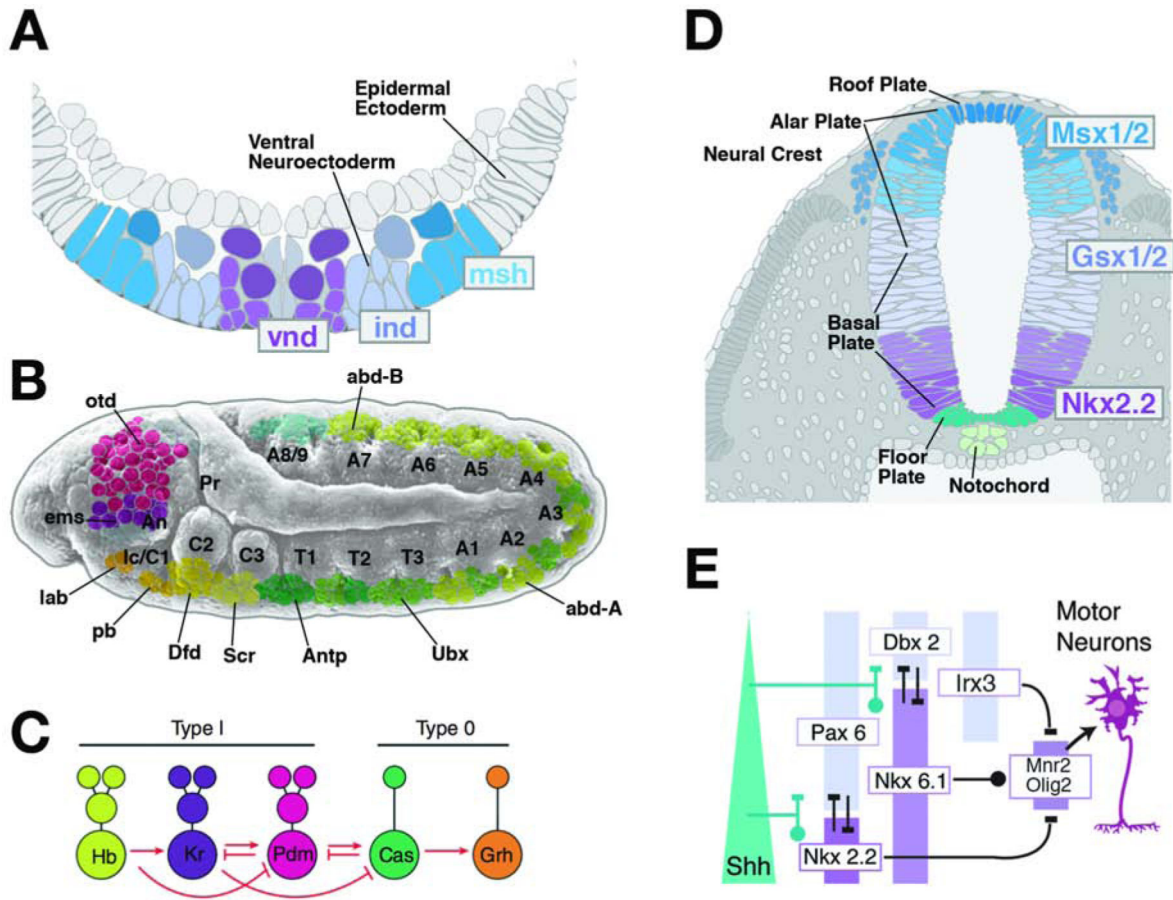 A
Epidermal
Ectoderm
Ventral
Neuroectoderm
msh
ind
vnd
B
otd
abd-B
A8/9
A7
A6
A5
A4
A3
Pr
ems
An
Ic/C1
C2
C3
T1
T2
T3
A1
A2
lab
pb
Dfd
Scr
Antp
Ubx
abd-A
C
Type I
Type 0
Hb
Kr
Pdm
Cas
Grh
D
Roof Plate
Alar Plate
Neural Crest
Msx1/2
Gsx1/2
Basal
Plate
Nkx2.2
Floor
Plate
Notochord
E
Motor
Neurons
Dbx 2
Irx3
Pax 6
Mnr2
Olig2
Nkx 6.1
Nkx 2.2
Shh